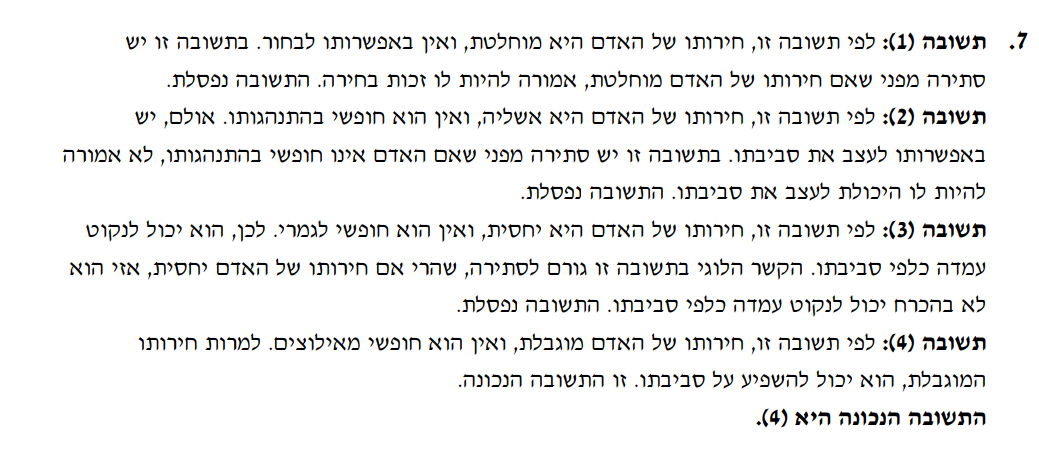 7. תשובה (1): לפי תשובה זו, חירותו של האדם היא מוחלטת, ואין באפשרותו לבחור. בתשובה זו יש
סתירה מפני שאם חירותו של האדם מוחלטת, אמורה להיות לו זכות בחירה. התשובה נפסלת.
תשובה (2): לפי תשובה זו, חירותו של האדם היא אשליה, ואין הוא חופשי בהתנהגותו. אולם, יש
באפשרותו לעצב את סביבתו. בתשובה זו יש סתירה מפני שאם האדם אינו חופשי בהתנהגותו, לא אמורה
להיות לו היכולת לעצב את סביבתו. התשובה נפסלת.
תשובה (3): לפי תשובה זו, חירותו של האדם היא יחסית, ואין הוא חופשי לגמרי. לכן, הוא יכול לנקוט
עמדה כלפי סביבתו. הקשר הלוגי בתשובה זו גורם לסתירה, שהרי אם חירותו של האדם יחסית, אזי הוא
לא בהכרח יכול לנקוט עמדה כלפי סביבתו. התשובה נפסלת.
תשובה (4): לפי תשובה זו, חירותו של האדם מוגבלת, ואין הוא חופשי מאילוצים. למרות חירותו
המוגבלת, הוא יכול להשפיע על סביבתו. זו התשובה הנכונה.
התשובה הנכונה היא (4).